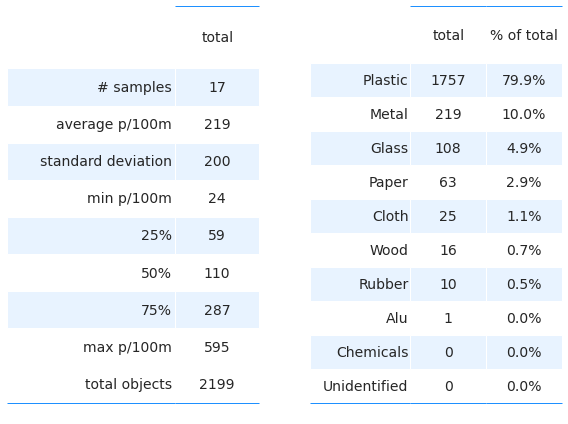 total
# samples 17
average p/100m 219
standard deviation 200
min p/100m 24
25% 59
50% 110
75% 287
max p/100m 595
total objects 2199
total % of total
Plastic 1757 79.9%
Metal 219 10.0%
Glass 108 4.9%
Paper 63 2.9%
Cloth 25 1.1%
Wood 16 0.7%
Rubber 10 0.5%
Alu 1 0.0%
Chemicals 0 0.0%
Unidentified 0 0.0%